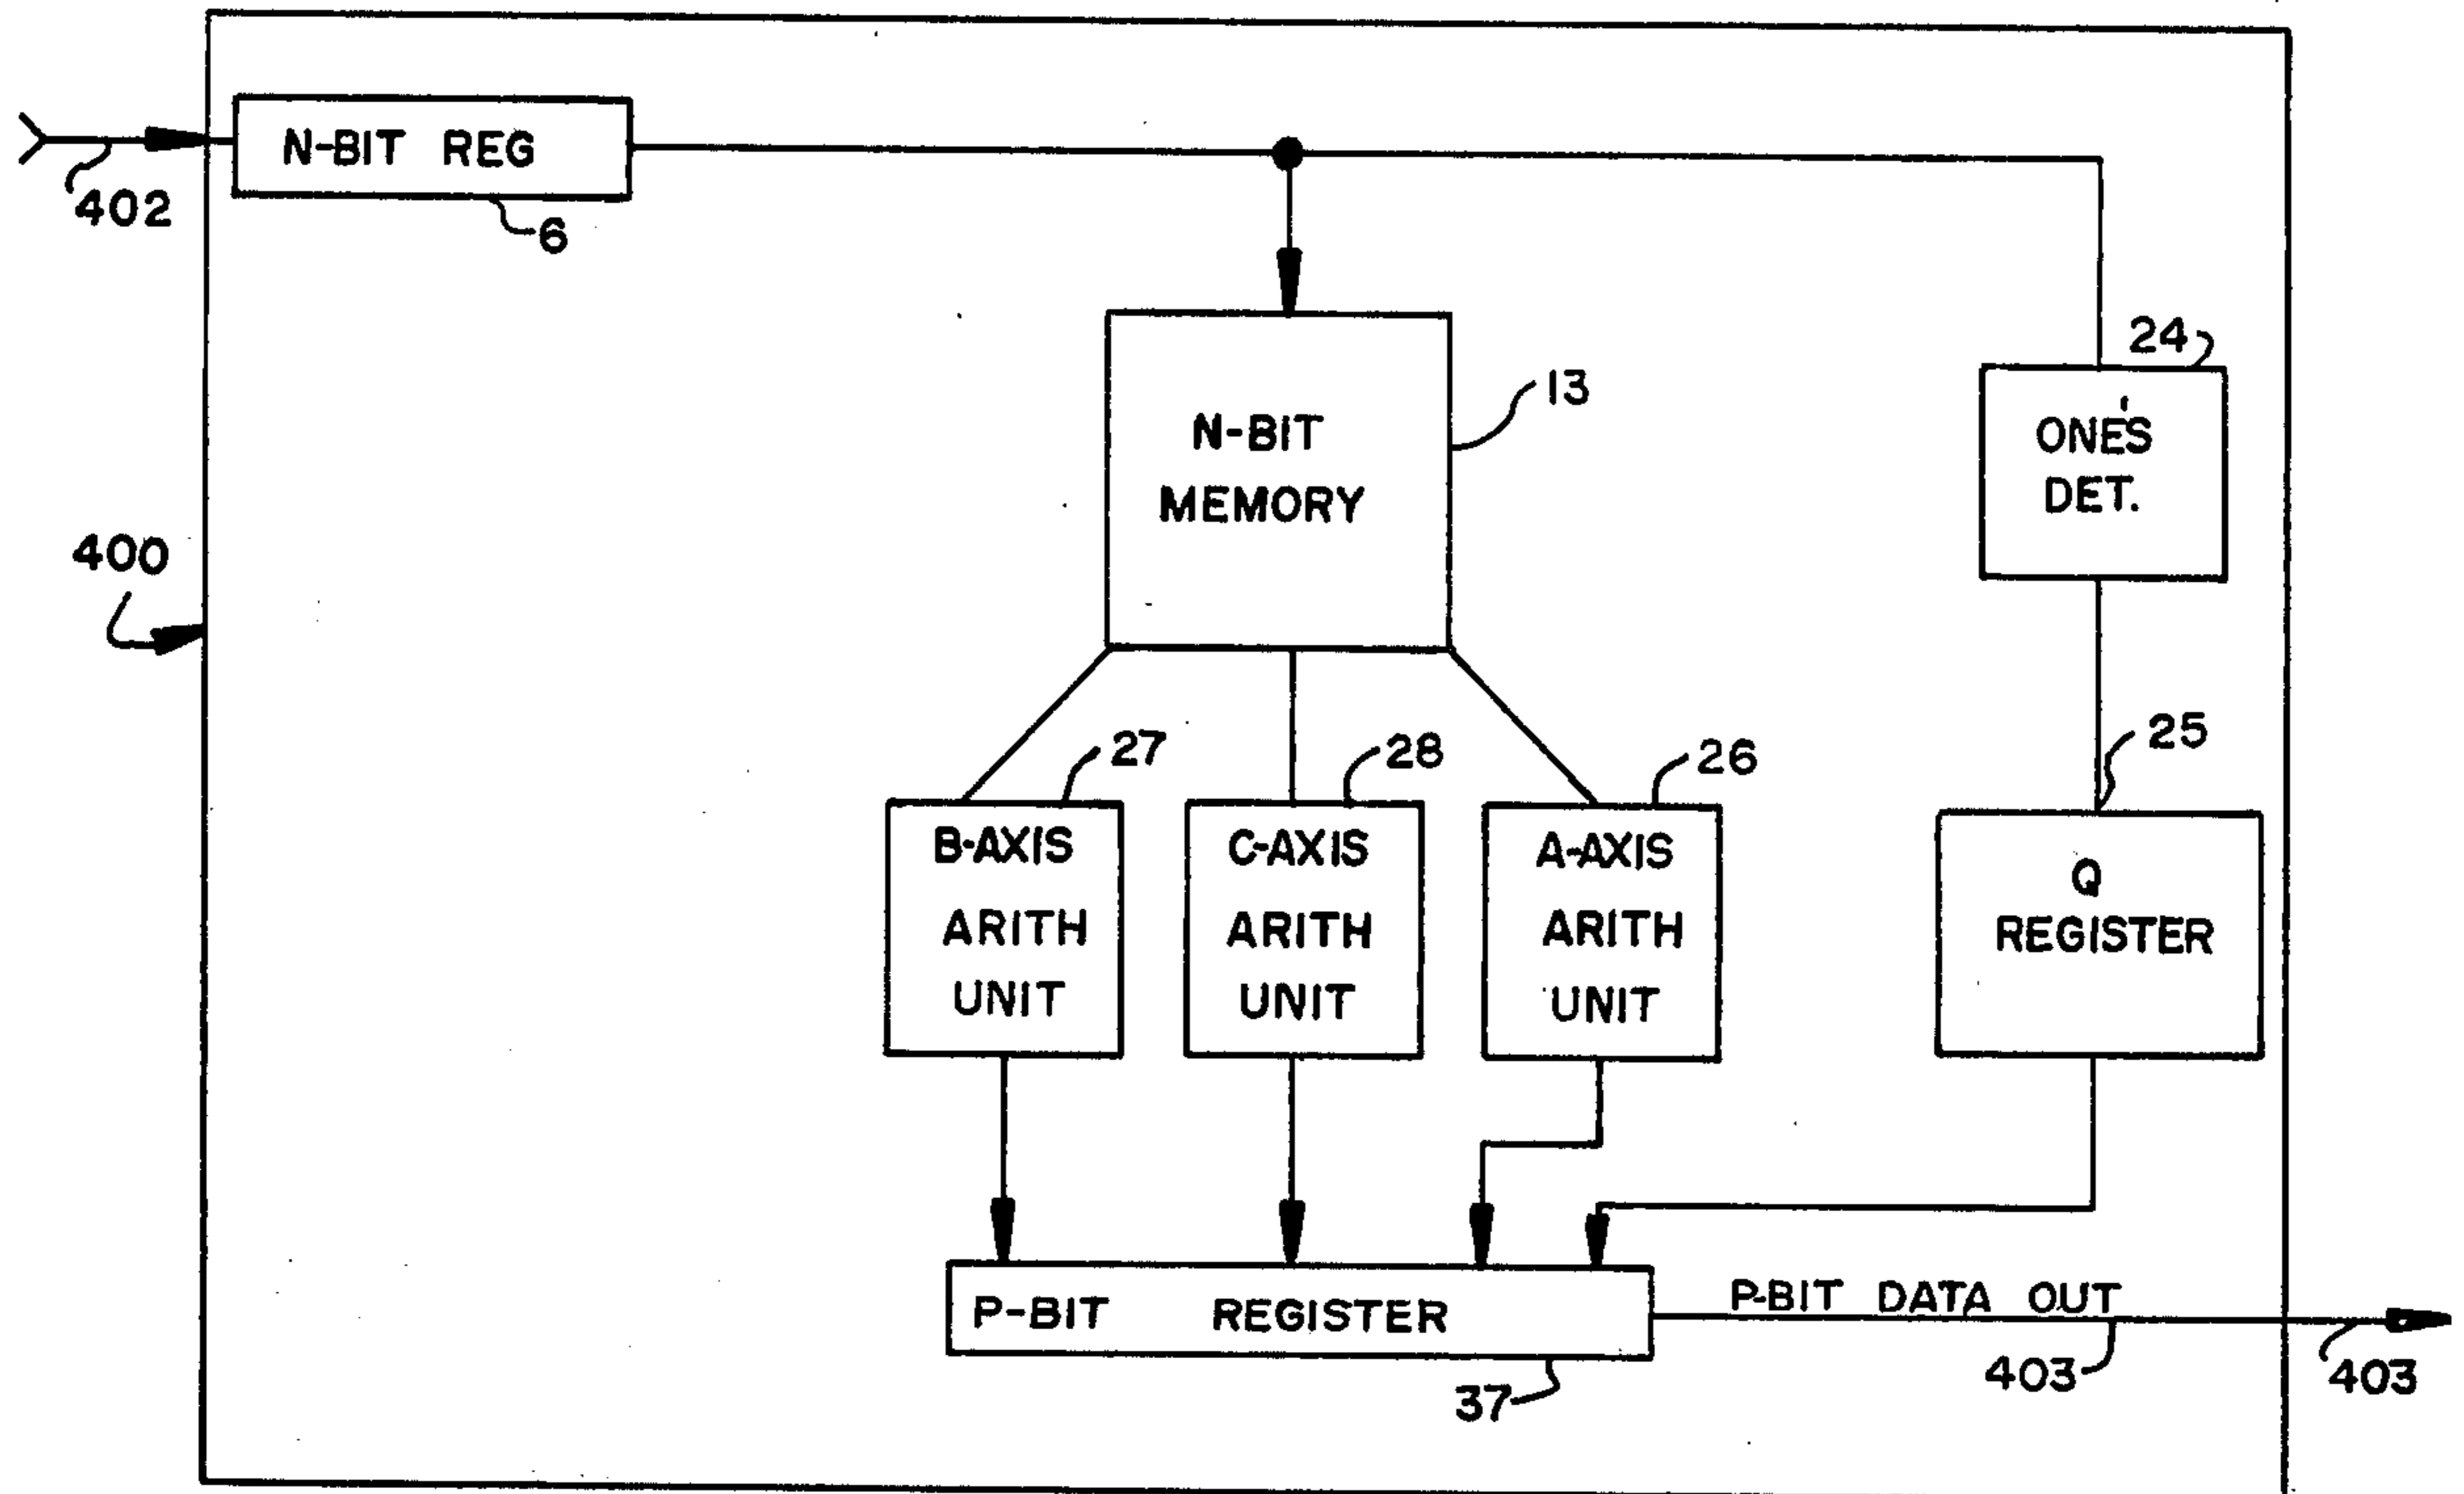 N-BIT REG
402
6
24
13
N-BIT
MEMORY
ONE'S
DET.
400
27
28
26
25
B-AXIS
ARITH
UNIT
C-AXIS
ARITH
UNIT
A-AXIS
ARITH
UNIT
Q
REGISTER
P-BIT REGISTER
P-BIT DATA OUT
403
403
37